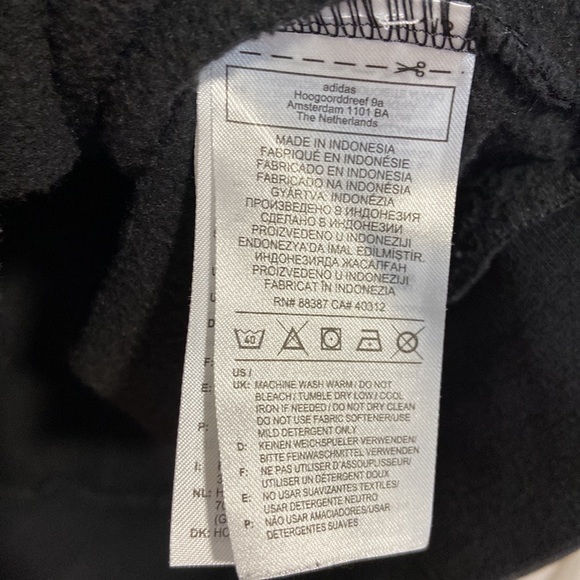 adidas
Hoogoorddreef 9a
Amsterdam 1101 BA
The Netherlands
MADE IN INDONESIA
FABRIQUÉ EN INDONÉSIE
FABRICADO EN INDONESIA
FABRICADO NA INDONÉSIA
GYÁRTVA: INDONÉZIA
ПРОИЗВЕДЕНО В ИНДОНЕЗИЯ
СДЕЛАНО В ИНДОНЕЗИИ
PROIZVEDENO U INDONEZIJI
ENDONEZYA'DA İMAL EDİLMİŞTİR.
ИНДОНЕЗИЯДА ЖАСАЛҒАН
PROIZVEDENO U INDONEZIJI
FABRICAT ÎN INDONEZIA
RN# 88387 CA# 40312
40
US /
UK: MACHINE WASH WARM / DO NOT
BLEACH / TUMBLE DRY LOW / COOL
IRON IF NEEDED / DO NOT DRY CLEAN
DO NOT USE FABRIC SOFTENER/USE
MILD DETERGENT ONLY
D: KEINEN WEICHSPUELER VERWENDEN/
BITTE FEINWASCHMITTEL VERWENDEN
F: NE PAS UTILISER D'ASSOUPLISSEUR/
UTILISER UN DÉTERGENT DOUX
E: NO USAR SUAVIZANTES TEXTILES/
USAR DETERGENTE NEUTRO
P: NÃO USAR AMACIADORES/USAR
DETERGENTES SUAVES
D:
F:
E:
P:
I:
NL:
DK: